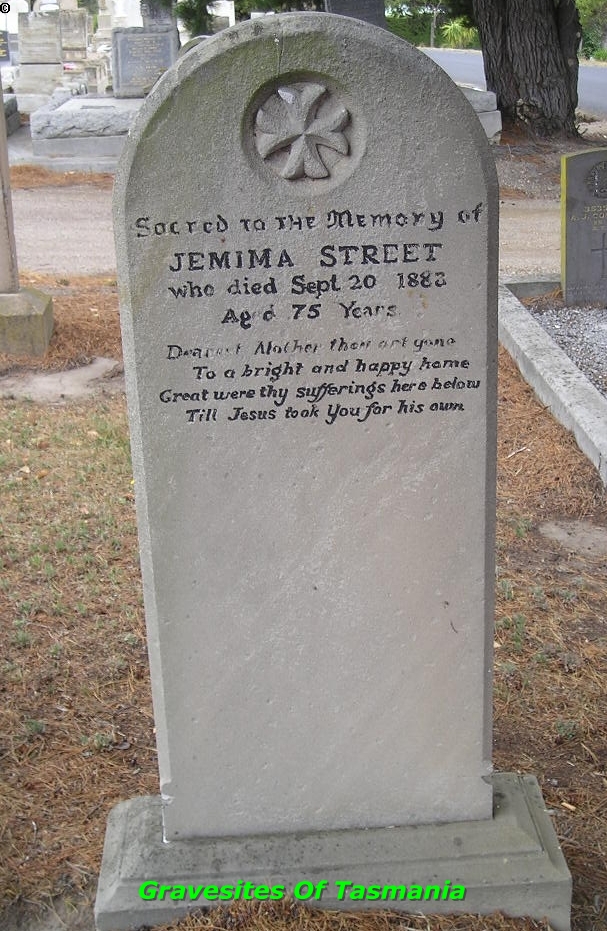 ©
Sacred to the Memory of
JEMIMA STREET
who died Sept 20 1883
Aged 75 Years
Dearest Mother thou art gone
To a bright and happy home
Great were thy sufferings here below
Till Jesus took You for his own
Gravesites Of Tasmania